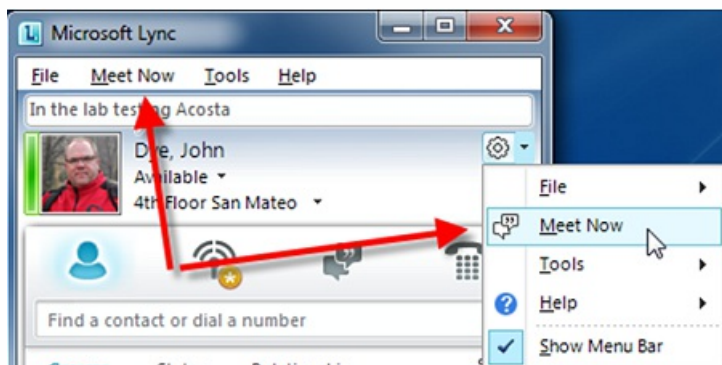 Microsoft Lync
File Meet Now Tools Help
In the lab testing Acosta
Dye, John
Available
4th Floor San Mateo
File
Meet Now
Tools
Help
Show Menu Bar
Find a contact or dial a number